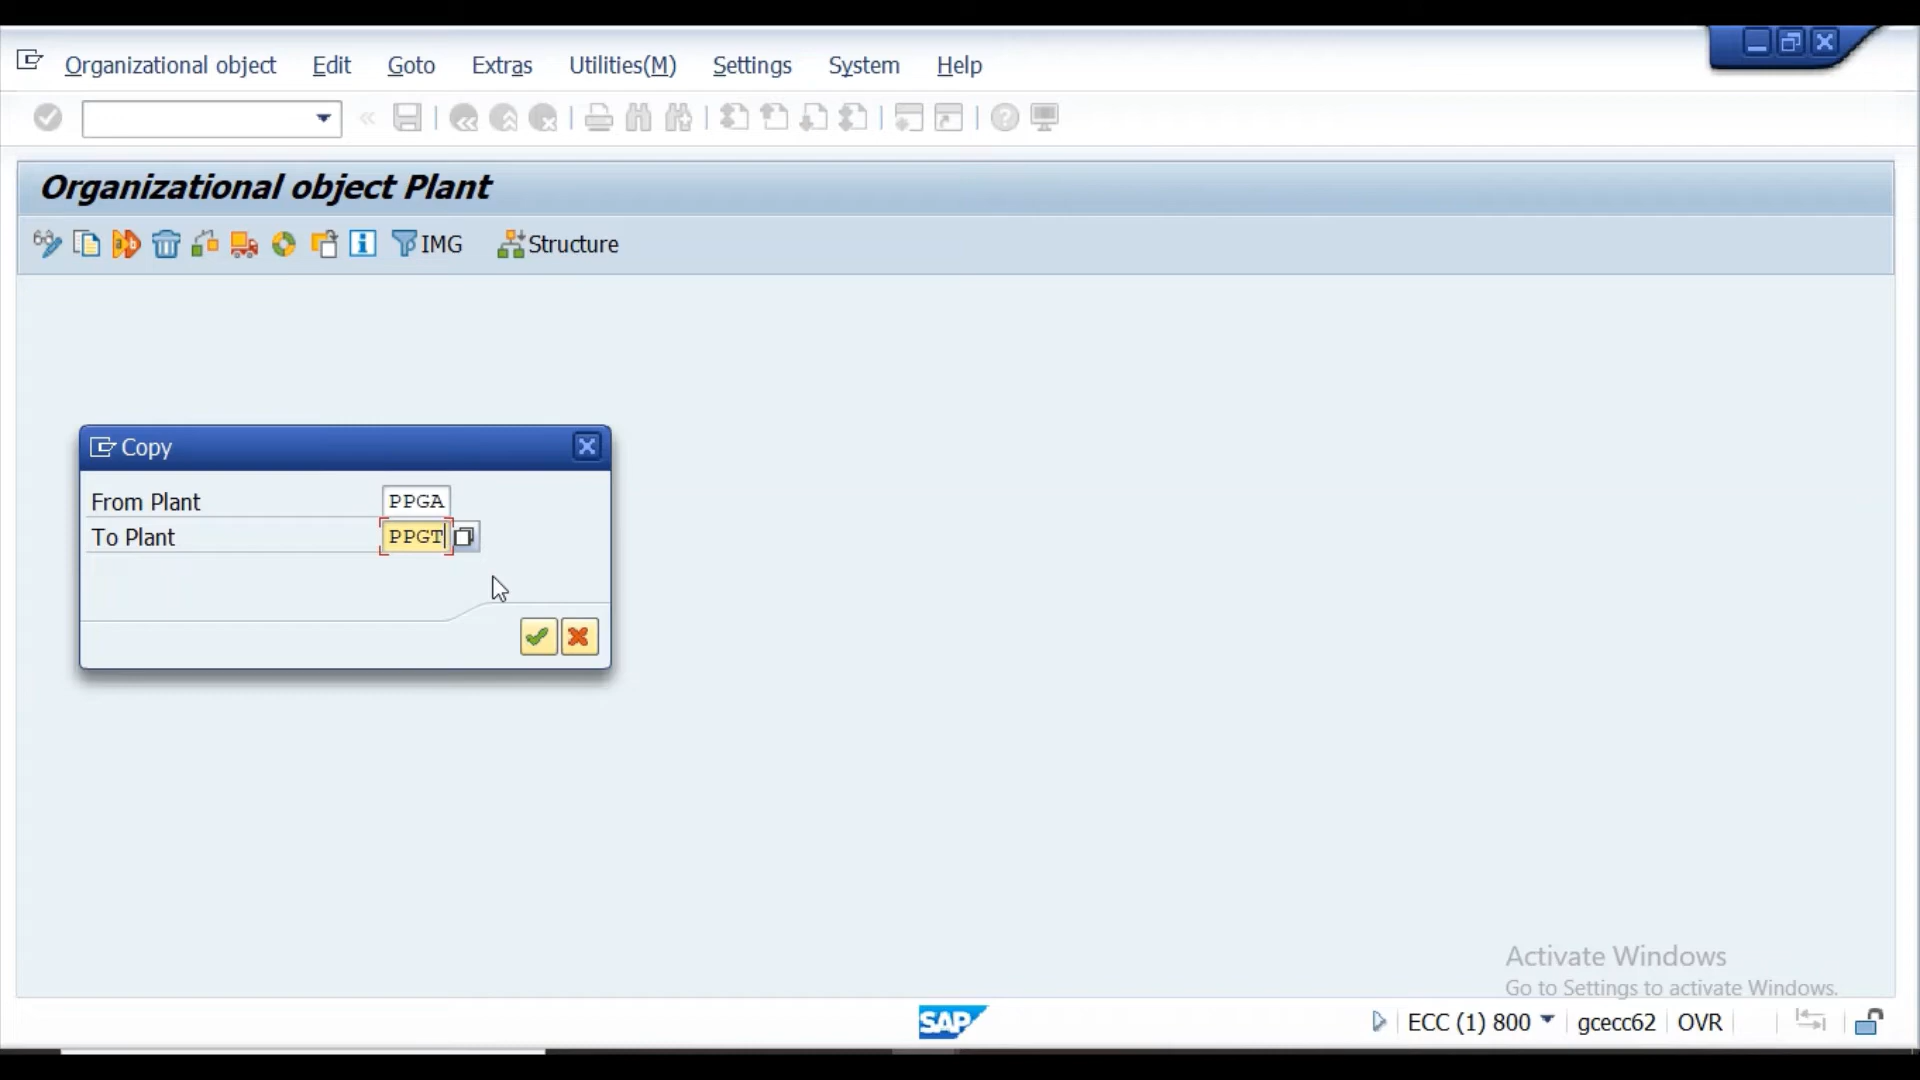 Organizational object Edit Goto Extras Utilities(M) Settings System Help
Organizational object Plant
IMG Structure
Copy
From Plant PPGA
To Plant PPGT
Activate Windows
Go to Settings to activate Windows.
SAP ECC (1) 800 gcecc62 OVR